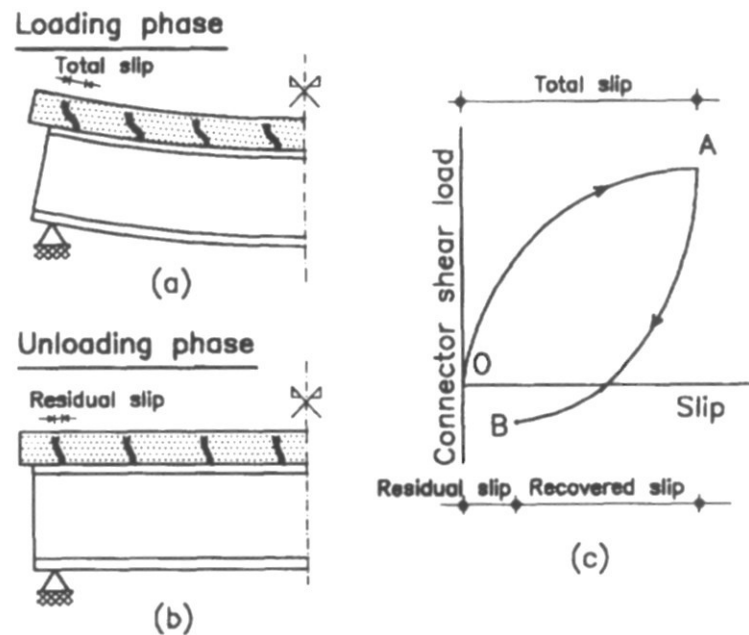 Loading phase
Total slip
(a)
Unloading phase
Residual slip
(b)
Total slip
A
Connector shear load
O
B
Slip
Residual slip Recovered slip
(c)